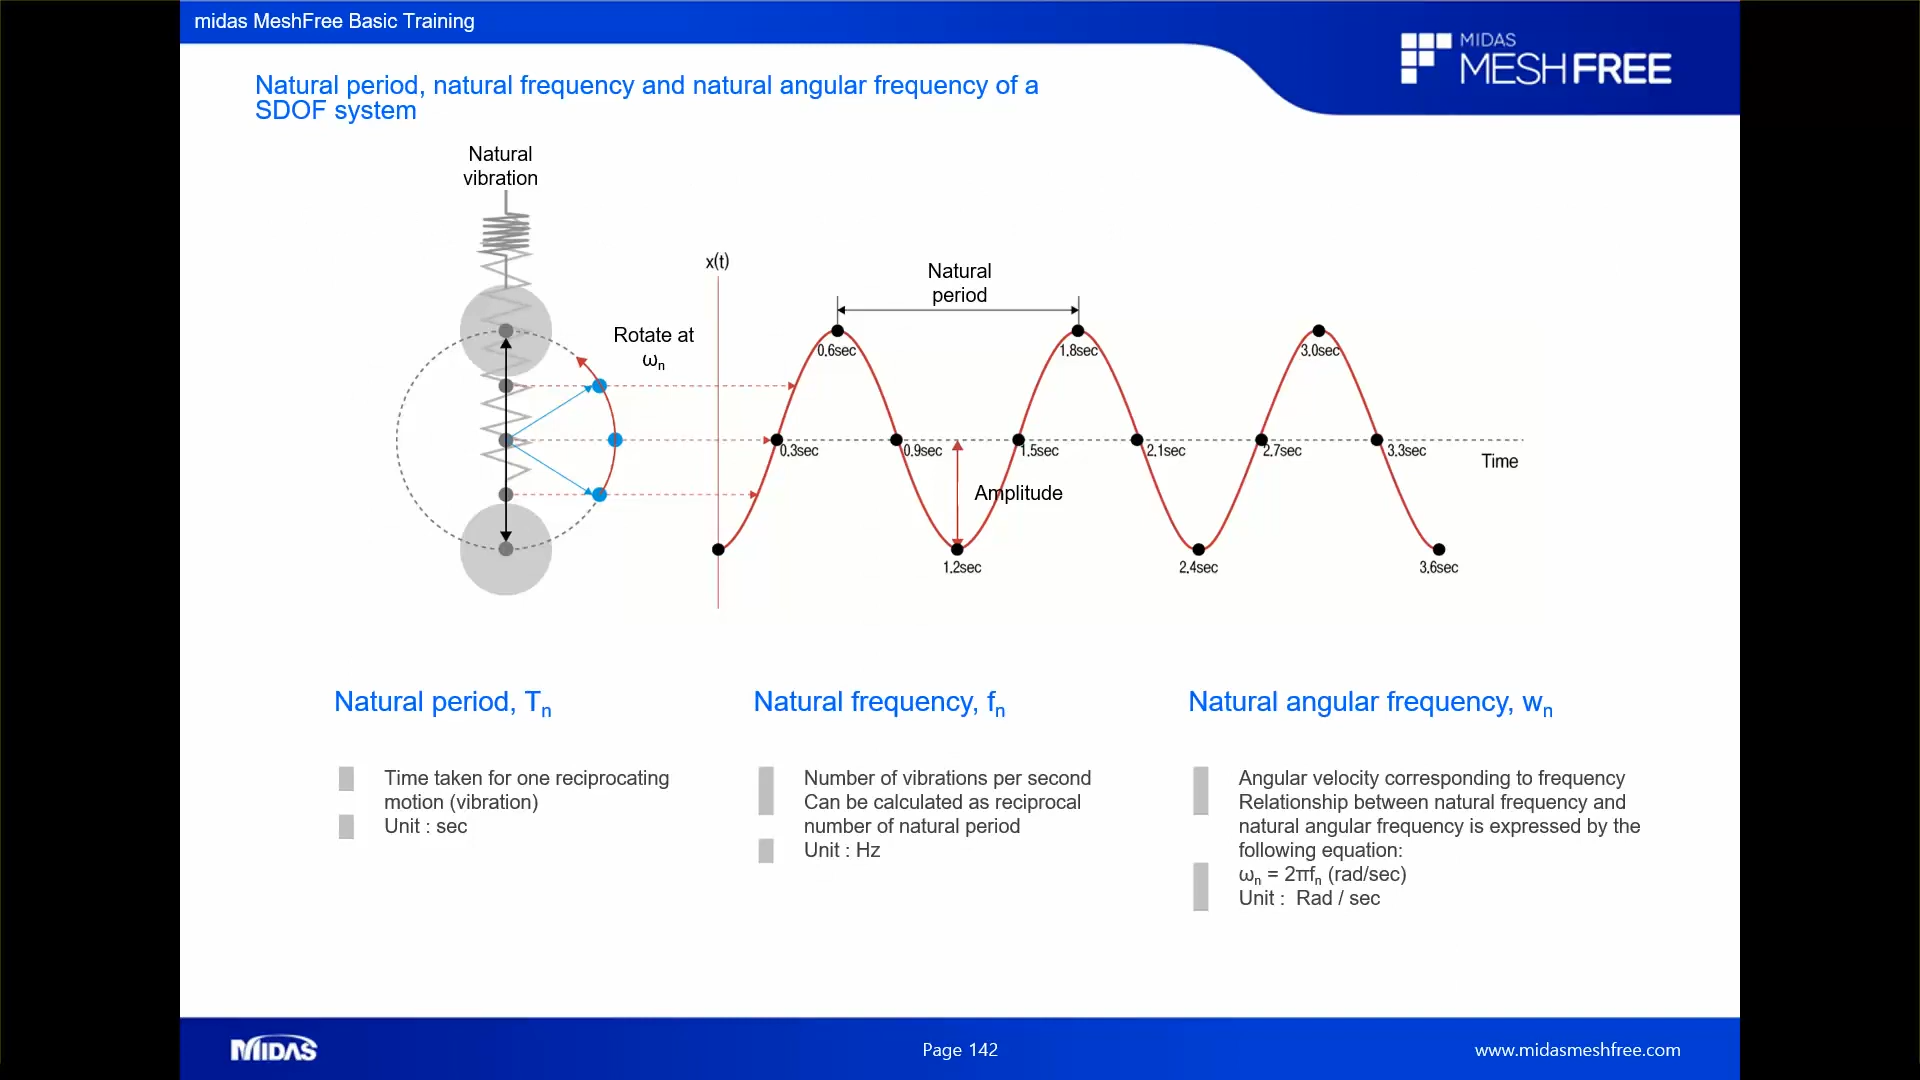 midas MeshFree Basic Training
MIDAS
MESHFREE
Natural period, natural frequency and natural angular frequency of a
SDOF system
Natural
vibration
x(t)
Natural
period
Rotate at
ωn
0.6sec
1.8sec
3.0sec
0.3sec
0.9sec
1.5sec
2.1sec
2.7sec
3.3sec
Time
Amplitude
1.2sec
2.4sec
3.6sec
Natural period, Tn
Time taken for one reciprocating
motion (vibration)
Unit : sec
Natural frequency, fn
Number of vibrations per second
Can be calculated as reciprocal
number of natural period
Unit : Hz
Natural angular frequency, wn
Angular velocity corresponding to frequency
Relationship between natural frequency and
natural angular frequency is expressed by the
following equation:
ωn = 2πfn (rad/sec)
Unit :  Rad / sec
MIDAS
Page 142
www.midasmeshfree.com